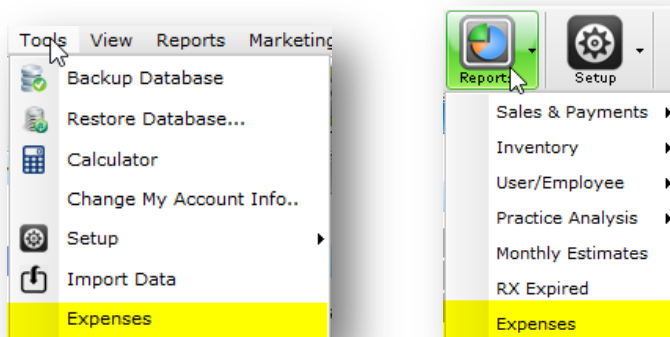 Tools View Reports Marketing
Backup Database
Restore Database...
Calculator
Change My Account Info..
Setup
Import Data
Expenses
Reports Setup
Sales & Payments
Inventory
User/Employee
Practice Analysis
Monthly Estimates
RX Expired
Expenses